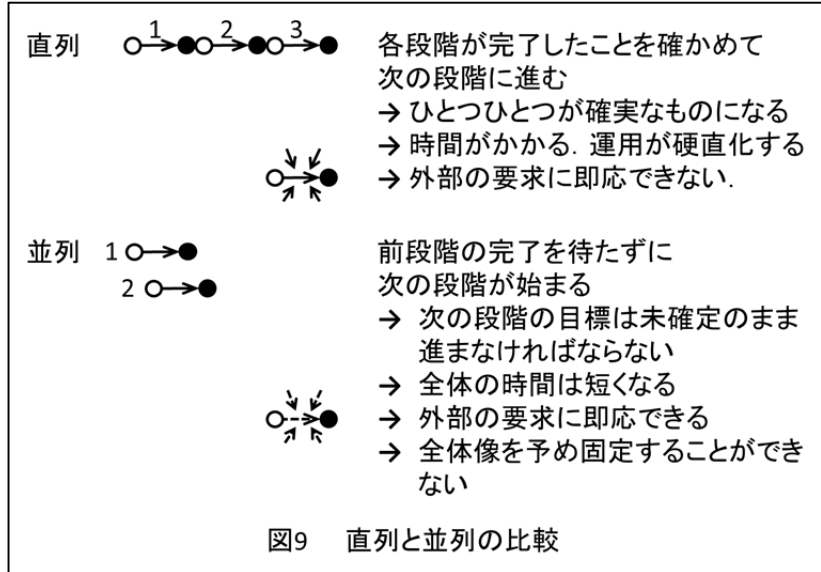 直列 1 2 3 各段階が完了したことを確かめて
次の段階に進む
→ ひとつひとつが確実なものになる
→ 時間がかかる. 運用が硬直化する
→ 外部の要求に即応できない.
並列 1 前段階の完了を待たずに
2 次の段階が始まる
→ 次の段階の目標は未確定のまま
進まなければならない
→ 全体の時間は短くなる
→ 外部の要求に即応できる
→ 全体像を予め固定することができ
ない
図9 直列と並列の比較